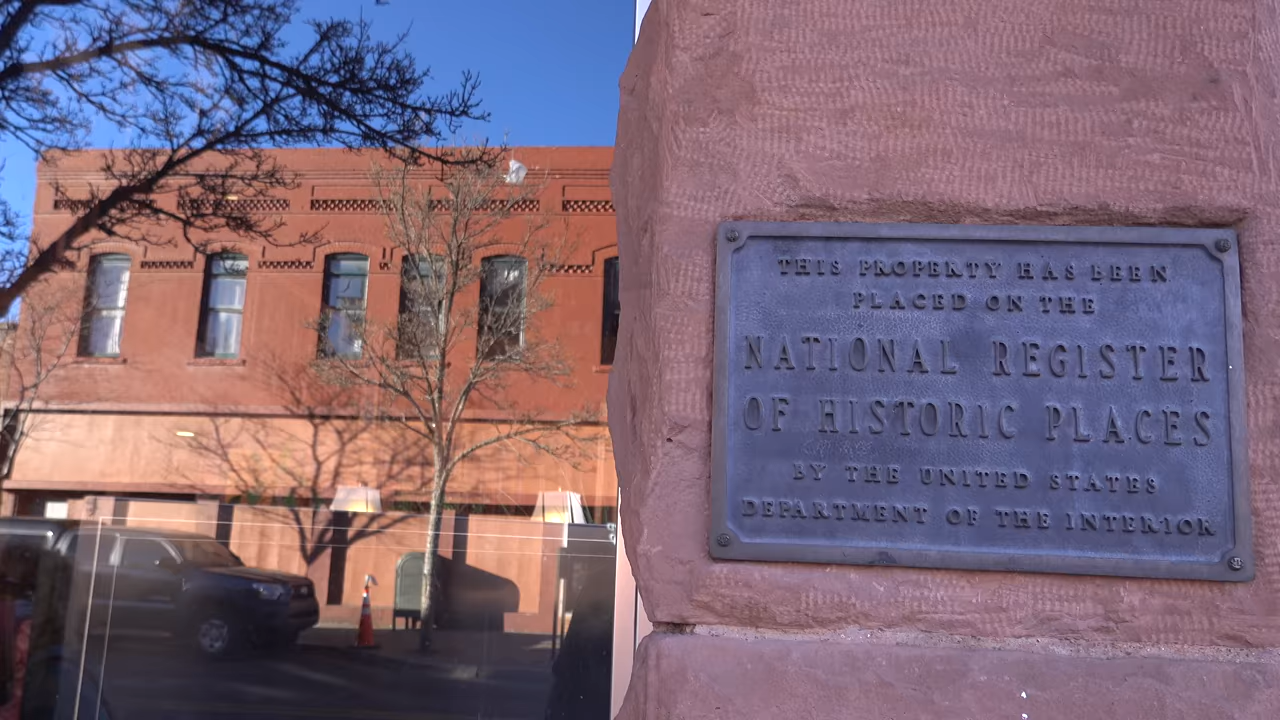 THIS PROPERTY HAS BEEN
PLACED ON THE
NATIONAL REGISTER
OF HISTORIC PLACES
BY THE UNITED STATES
DEPARTMENT OF THE INTERIOR